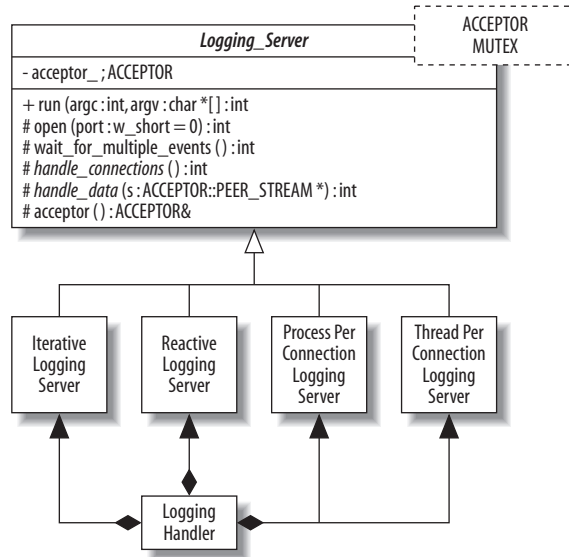 ACCEPTOR
MUTEX
Logging_Server
- acceptor_ ; ACCEPTOR
+ run (argc : int, argv : char *[ ] : int
# open (port : w_short = 0) : int
# wait_for_multiple_events ( ) : int
# handle_connections ( ) : int
# handle_data (s : ACCEPTOR::PEER_STREAM *) : int
# acceptor ( ) : ACCEPTOR&
Iterative
Logging
Server
Reactive
Logging
Server
Process Per
Connection
Logging
Server
Thread Per
Connection
Logging
Server
Logging
Handler